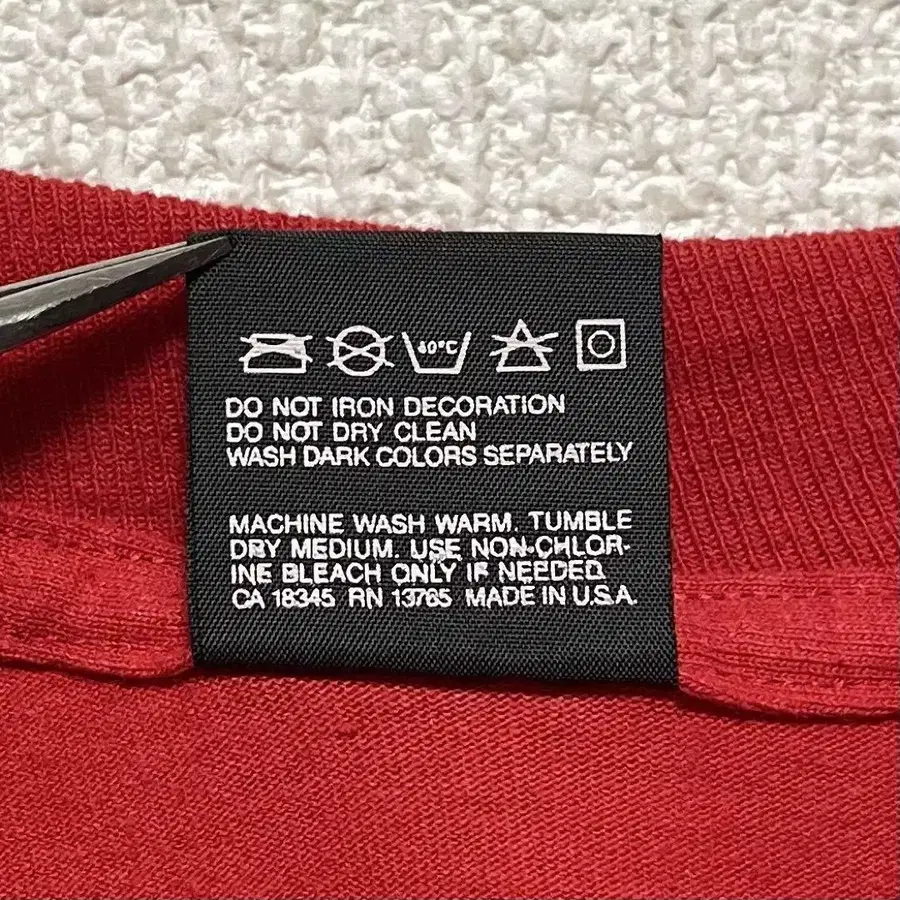 40°C
DO NOT IRON DECORATION
DO NOT DRY CLEAN
WASH DARK COLORS SEPARATELY
MACHINE WASH WARM. TUMBLE
DRY MEDIUM. USE NON-CHLOR-
INE BLEACH ONLY IF NEEDED.
CA 18345 RN 13765 MADE IN U.S.A.